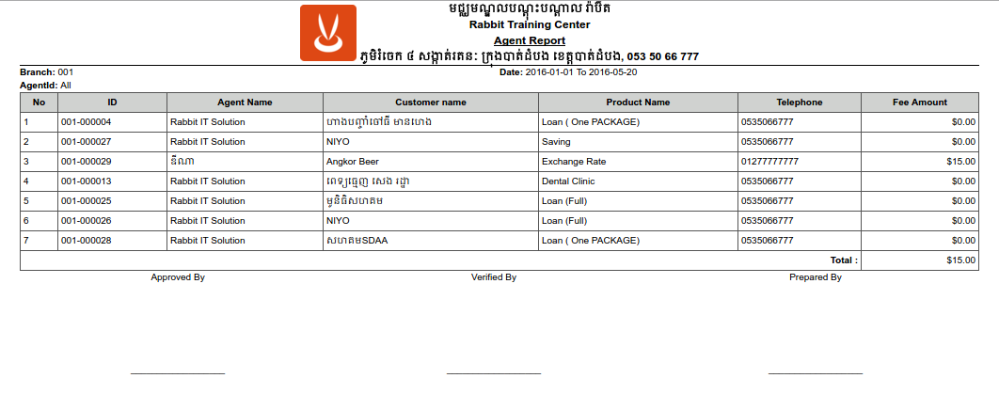 មជ្ឈមណ្ឌលបណ្តុះបណ្តាល រ៉ាប៊ីត
Rabbit Training Center
Agent Report
ភូមិរំចេក ៤ សង្កាត់រតនៈ ក្រុងបាត់ដំបង ខេត្តបាត់ដំបង, 053 50 66 777
Branch: 001 Date: 2016-01-01 To 2016-05-20
AgentId: All
No ID Agent Name Customer name Product Name Telephone Fee Amount
1 001-000004 Rabbit IT Solution ហាងបញ្ចាំចៅធី មានហេង Loan ( One PACKAGE) 0535066777 $0.00
2 001-000027 Rabbit IT Solution NIYO Saving 0535066777 $0.00
3 001-000029 ឌីណា Angkor Beer Exchange Rate 01277777777 $15.00
4 001-000013 Rabbit IT Solution ពេទ្យធ្មេញ សេង រដ្ឋា Dental Clinic 0535066777 $0.00
5 001-000025 Rabbit IT Solution មូនិធិសហគម Loan (Full) 0535066777 $0.00
6 001-000026 Rabbit IT Solution NIYO Loan (Full) 0535066777 $0.00
7 001-000028 Rabbit IT Solution សហគមSDAA Loan ( One PACKAGE) 0535066777 $0.00
Total : $15.00
Approved By Verified By Prepared By